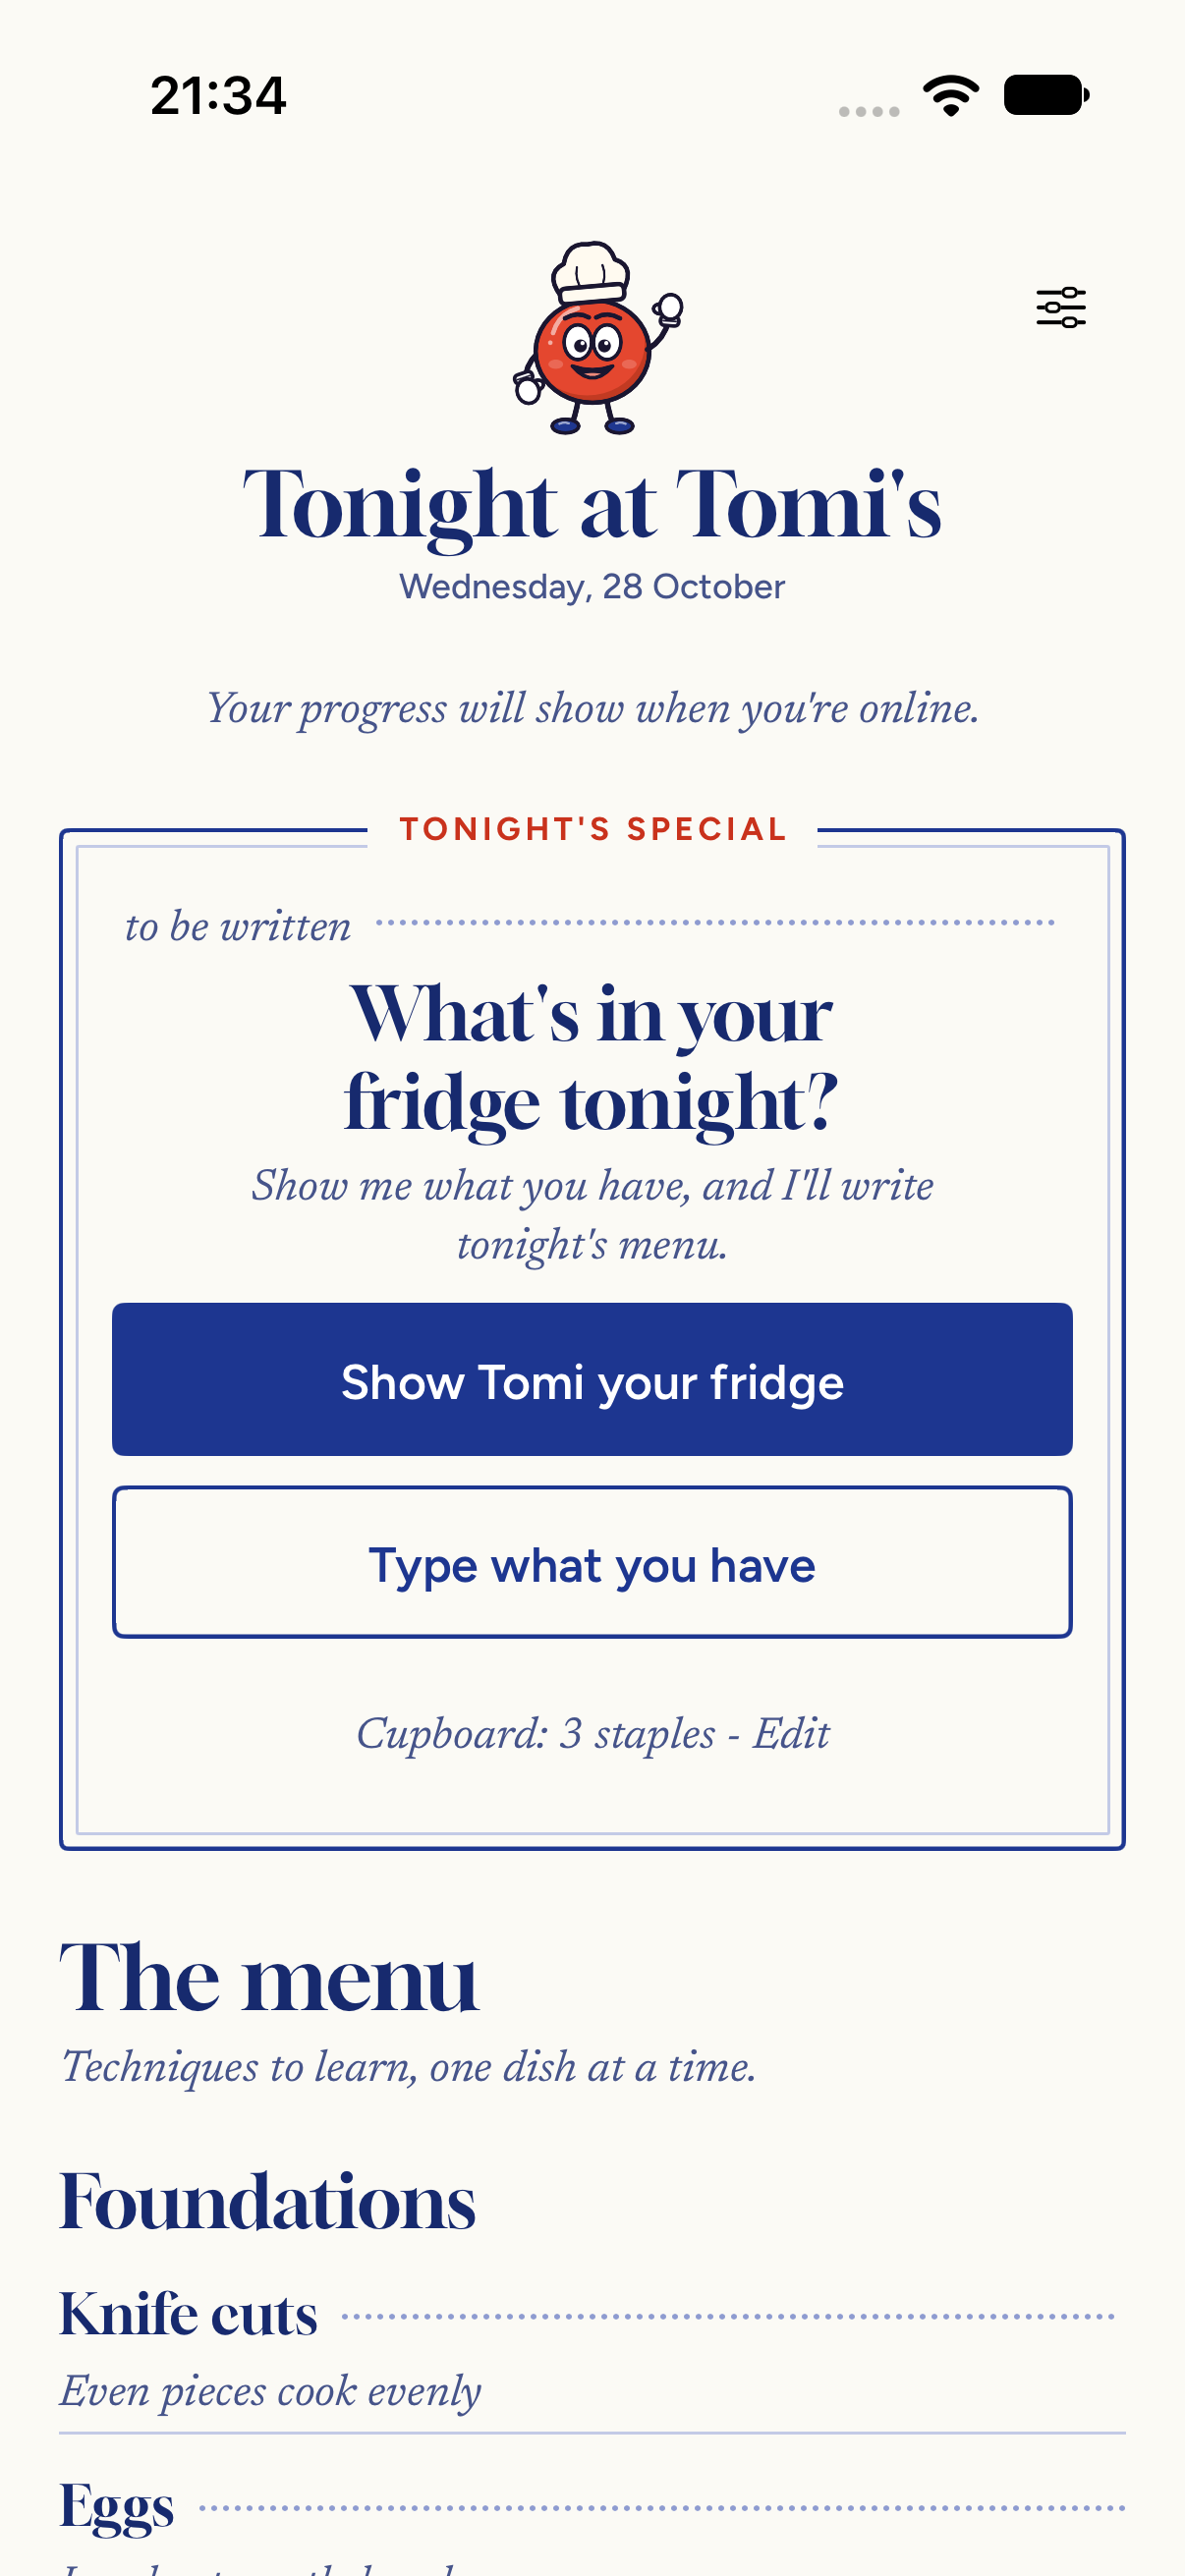 21:34
Tonight at Tomi's
Wednesday, 28 October
Your progress will show when you're online.
TONIGHT'S SPECIAL
to be written
What's in your
fridge tonight?
Show me what you have, and I'll write
tonight's menu.
Show Tomi your fridge
Type what you have
Cupboard: 3 staples - Edit
The menu
Techniques to learn, one dish at a time.
Foundations
Knife cuts
Even pieces cook evenly
Eggs